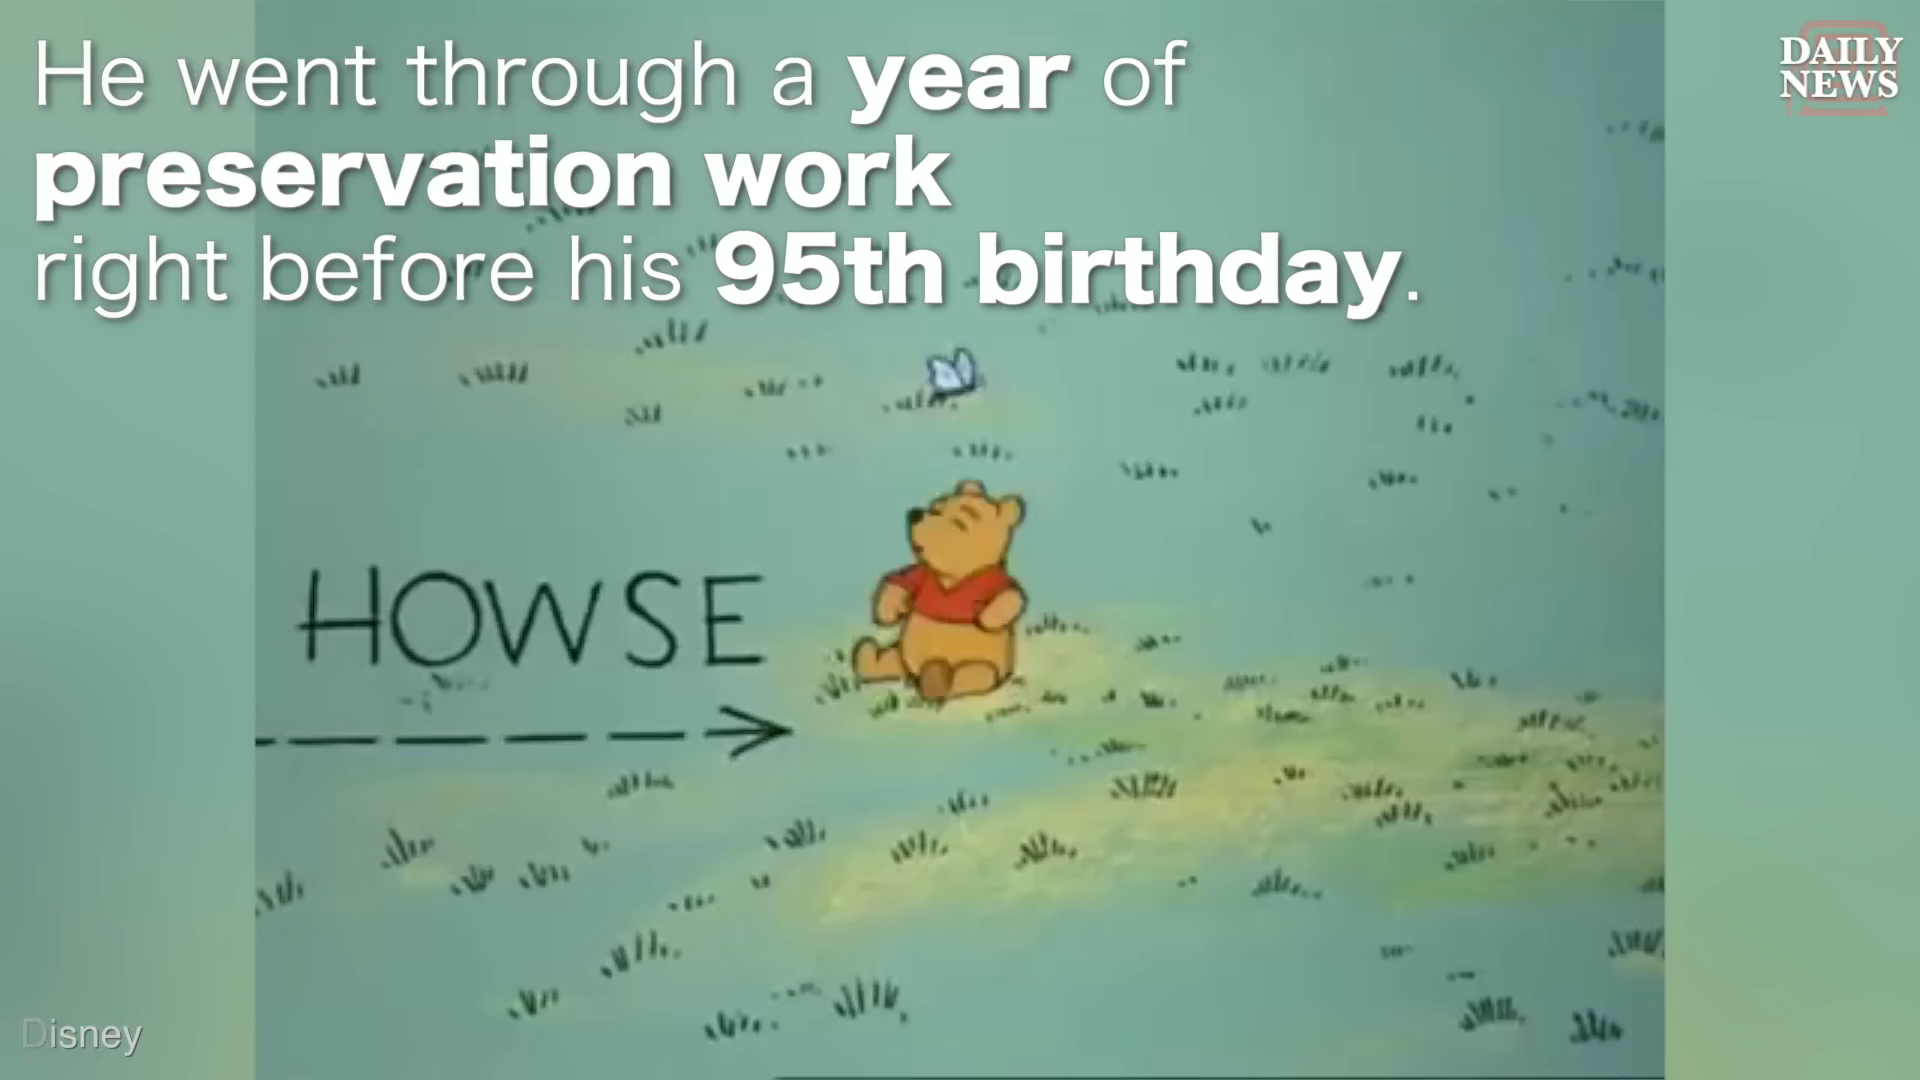 He went through a year of
preservation work
right before his 95th birthday.
DAILY
NEWS
HOWSE
Disney